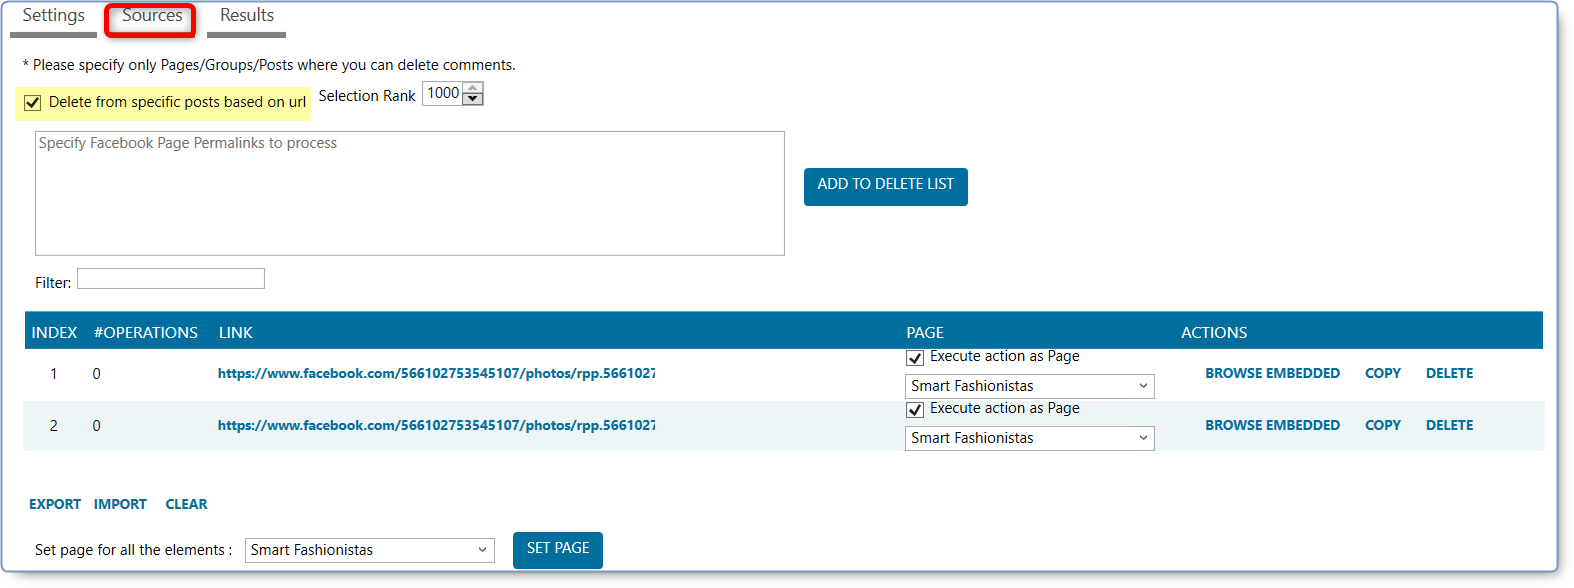 Settings Sources Results
* Please specify only Pages/Groups/Posts where you can delete comments.
Delete from specific posts based on url Selection Rank 1000
Specify Facebook Page Permalinks to process
ADD TO DELETE LIST
Filter:
INDEX #OPERATIONS LINK PAGE ACTIONS
Execute action as Page
1 0 https://www.facebook.com/566102753545107/photos/rpp.5661027 BROWSE EMBEDDED COPY DELETE
Smart Fashionistas
Execute action as Page
2 0 https://www.facebook.com/566102753545107/photos/rpp.5661027 BROWSE EMBEDDED COPY DELETE
Smart Fashionistas
EXPORT IMPORT CLEAR
Set page for all the elements : Smart Fashionistas SET PAGE